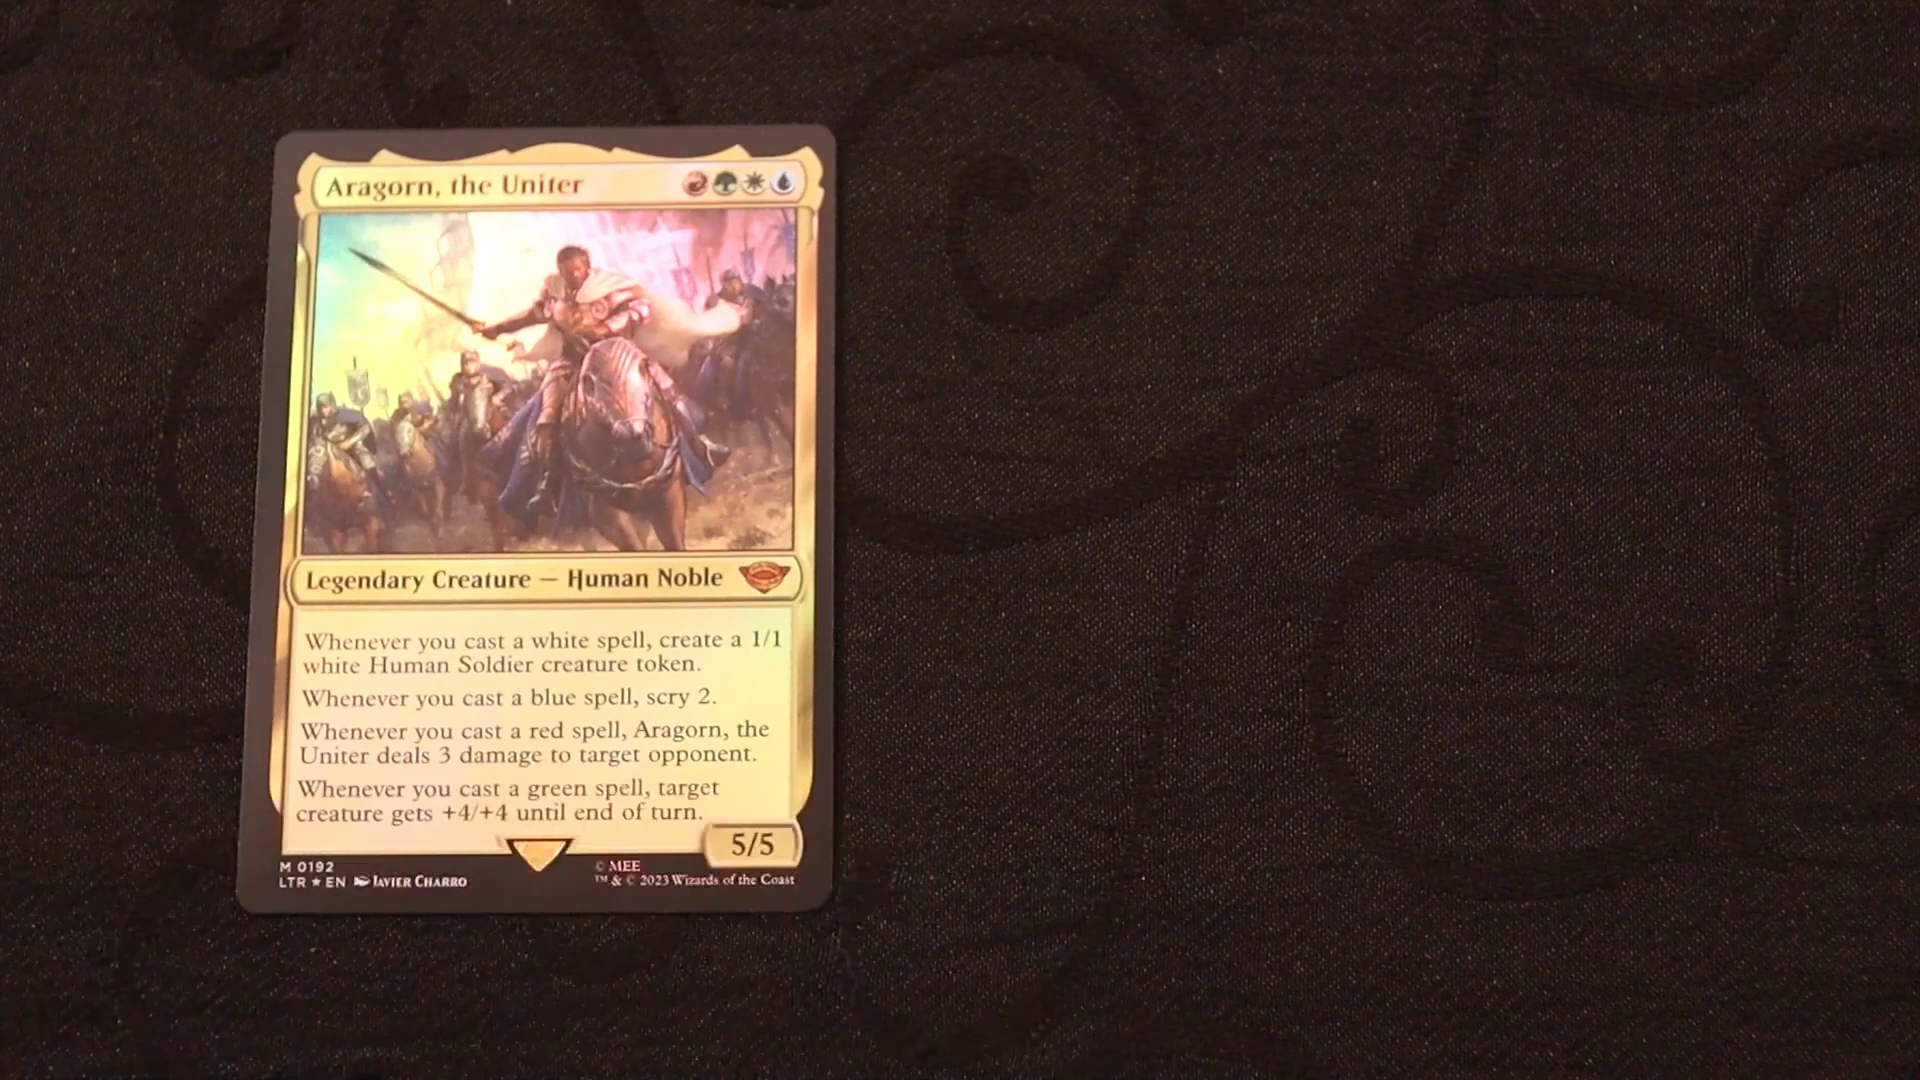 Aragorn, the Uniter
Legendary Creature — Human Noble
Whenever you cast a white spell, create a 1/1
white Human Soldier creature token.
Whenever you cast a blue spell, scry 2.
Whenever you cast a red spell, Aragorn, the
Uniter deals 3 damage to target opponent.
Whenever you cast a green spell, target
creature gets +4/+4 until end of turn.
5/5
M 0192
LTR ★ EN Javier Charro
© MEE
™ & © 2023 Wizards of the Coast